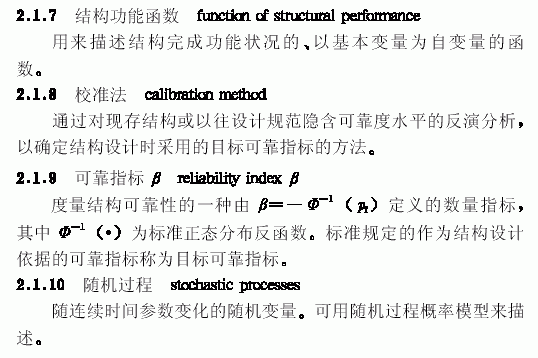 2.1.7 结构功能函数 function of structural performance
用来描述结构完成功能状况的、以基本变量为自变量的函
数。
2.1.8 校准法 calibration method
通过对现存结构或以往设计规范隐含可靠度水平的反演分析,
以确定结构设计时采用的目标可靠指标的方法。
2.1.9 可靠指标 β reliability index β
度量结构可靠性的一种由 β=-Φ⁻¹ (pf) 定义的数量指标,
其中 Φ⁻¹ (•) 为标准正态分布反函数。标准规定的作为结构设计
依据的可靠指标称为目标可靠指标。
2.1.10 随机过程 stochastic processes
随连续时间参数变化的随机变量。可用随机过程概率模型来描
述。